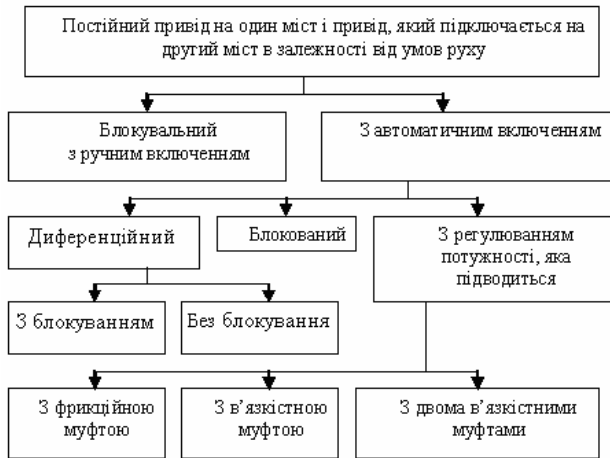 Постійний привід на один міст і привід, який підключається на
другий міст в залежності від умов руху
Блокувальний
з ручним включенням
З автоматичним включенням
Диференційний
Блокований
З регулюванням
потужності, яка
підводиться
З блокуванням
Без блокування
З фрикційною
муфтою
З в’язкістною
муфтою
З двома в’язкістними
муфтами